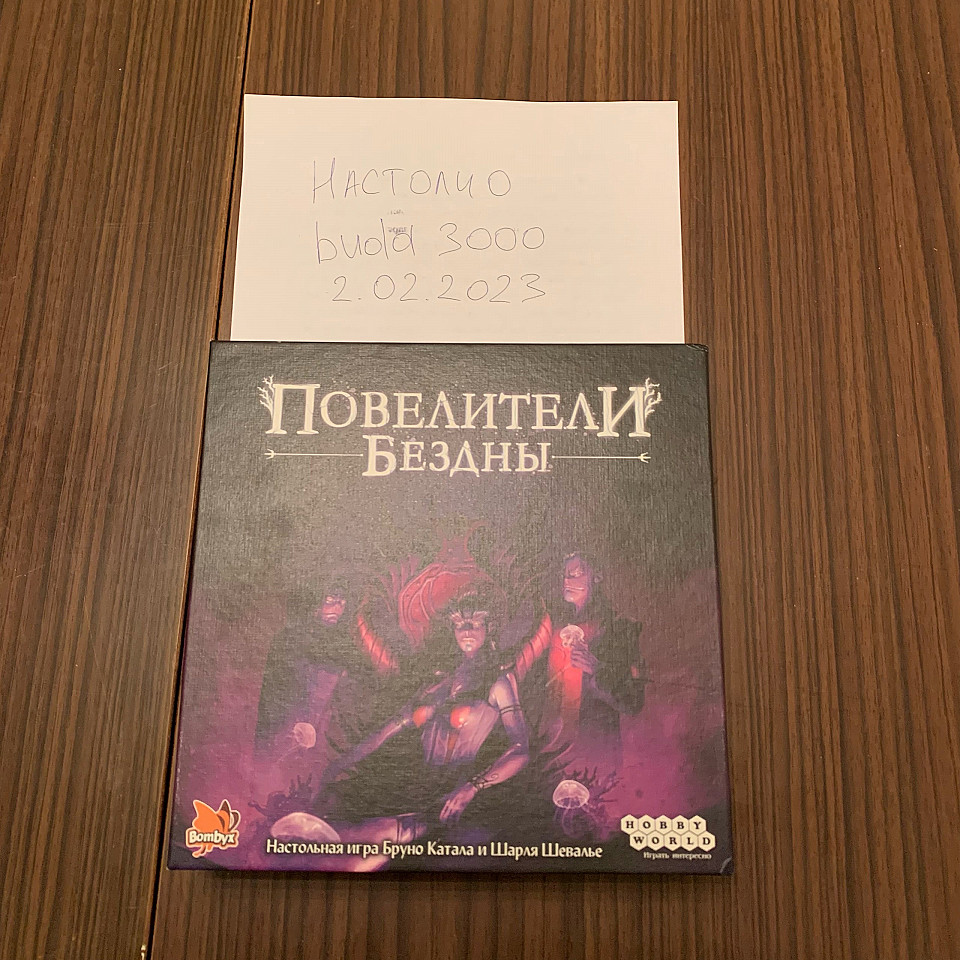 Настолио
buda 3000
2.02.2023
Повелители
Бездны
Bombyx
Настольная игра Бруно Катала и Шарля Шевалье
HOBBY
WORLD
Играть интересно